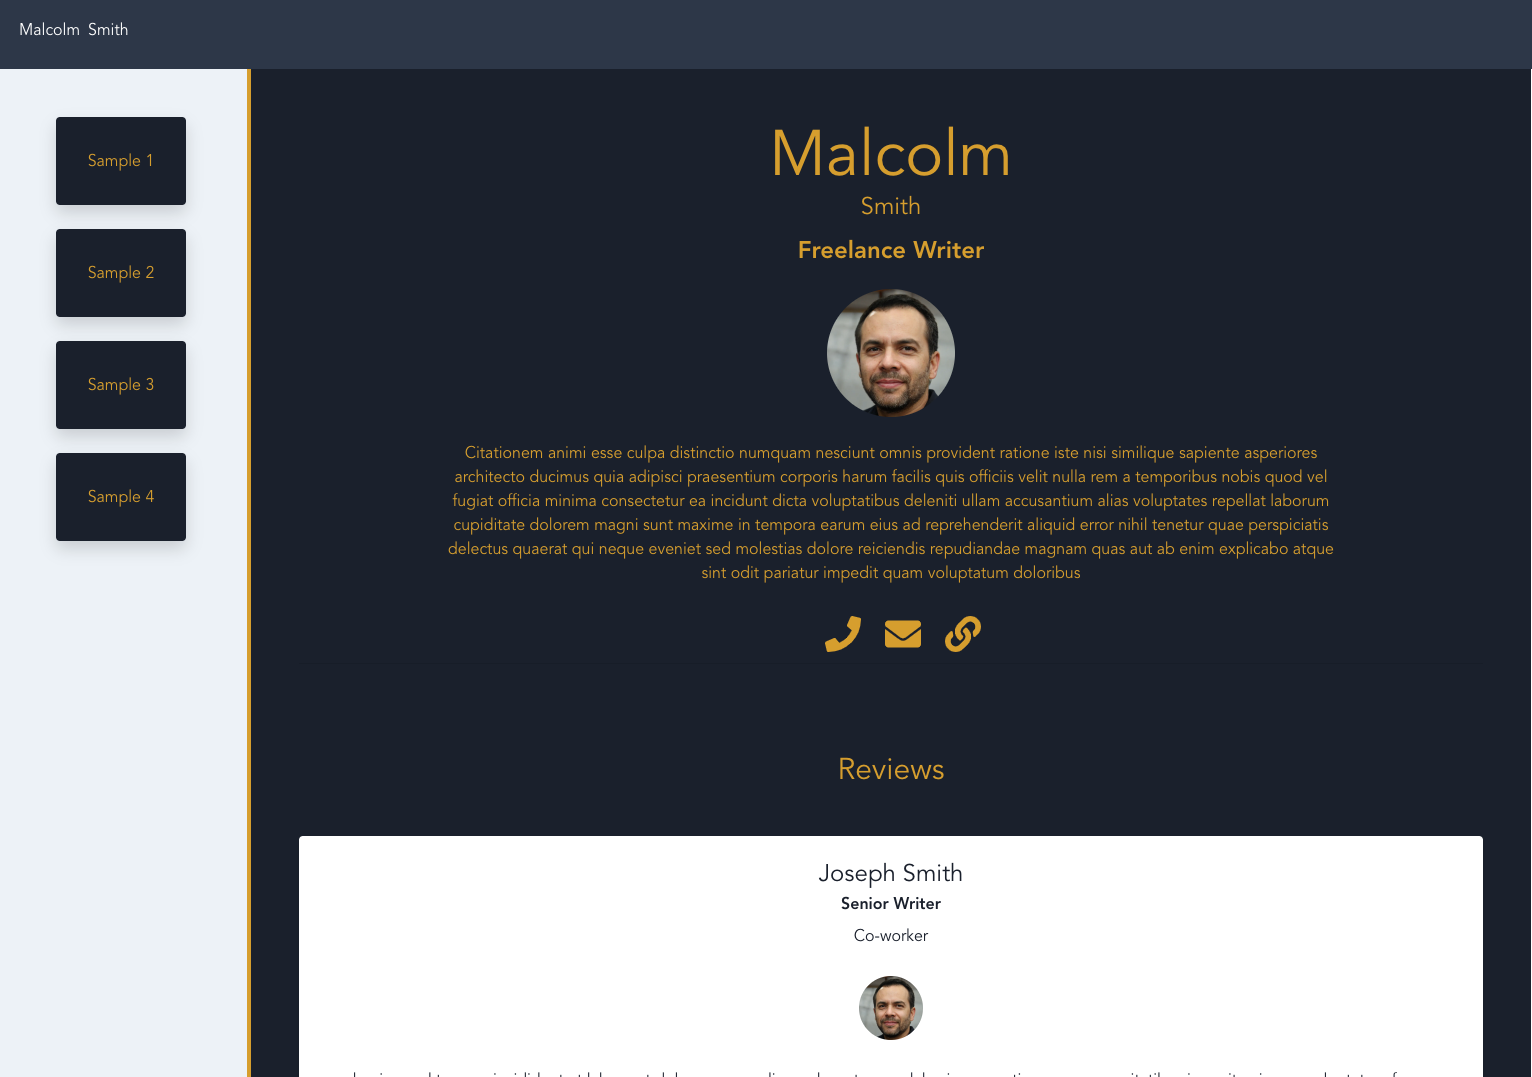 Malcolm Smith
Sample 1
Sample 2
Sample 3
Sample 4
Malcolm
Smith
Freelance Writer
Citationem animi esse culpa distinctio numquam nesciunt omnis provident ratione iste nisi similique sapiente asperiores
architecto ducimus quia adipisci praesentium corporis harum facilis quis officiis velit nulla rem a temporibus nobis quod vel
fugiat officia minima consectetur ea incidunt dicta voluptatibus deleniti ullam accusantium alias voluptates repellat laborum
cupiditate dolorem magni sunt maxime in tempora earum eius ad reprehenderit aliquid error nihil tenetur quae perspiciatis
delectus quaerat qui neque eveniet sed molestias dolore reiciendis repudiandae magnam quas aut ab enim explicabo atque
sint odit pariatur impedit quam voluptatum doloribus
Reviews
Joseph Smith
Senior Writer
Co-worker